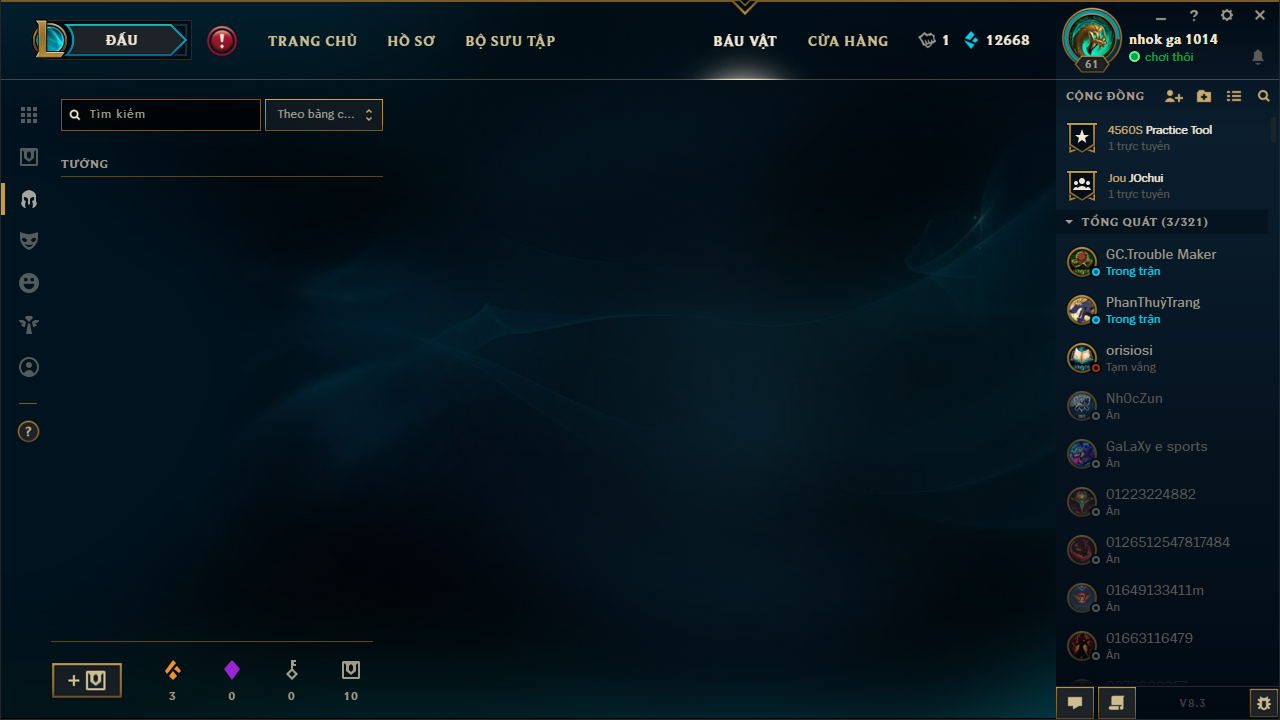 ĐẤU
TRANG CHỦ
HỒ SƠ
BỘ SƯU TẬP
BÁU VẬT
CỬA HÀNG
1
12668
61
nhok ga 1014
chơi thôi
Tìm kiếm
Theo bảng c...
TƯỚNG
CỘNG ĐỒNG
4560S Practice Tool
1 trực tuyến
Jou JOchui
1 trực tuyến
TỔNG QUÁT (3/321)
GC.Trouble Maker
Trong trận
PhanThuỳTrang
Trong trận
orisiosi
Tạm vắng
Nh0cZun
Ẩn
GaLaXy e sports
Ẩn
01223224882
Ẩn
0126512547817484
Ẩn
01649133411m
Ẩn
01663116479
Ẩn
3
0
0
10
V8.3